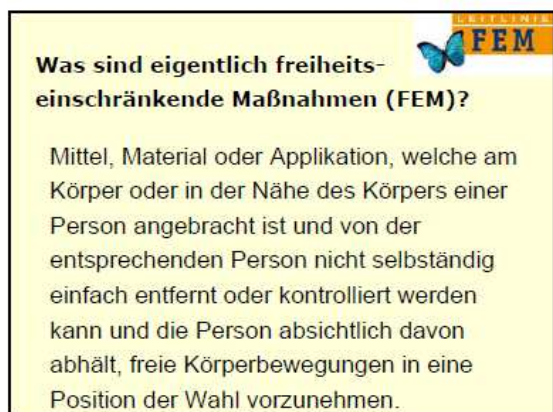 LEITLINIE
FEM
Was sind eigentlich freiheits-
einschränkende Maßnahmen (FEM)?
Mittel, Material oder Applikation, welche am
Körper oder in der Nähe des Körpers einer
Person angebracht ist und von der
entsprechenden Person nicht selbständig
einfach entfernt oder kontrolliert werden
kann und die Person absichtlich davon
abhält, freie Körperbewegungen in eine
Position der Wahl vorzunehmen.